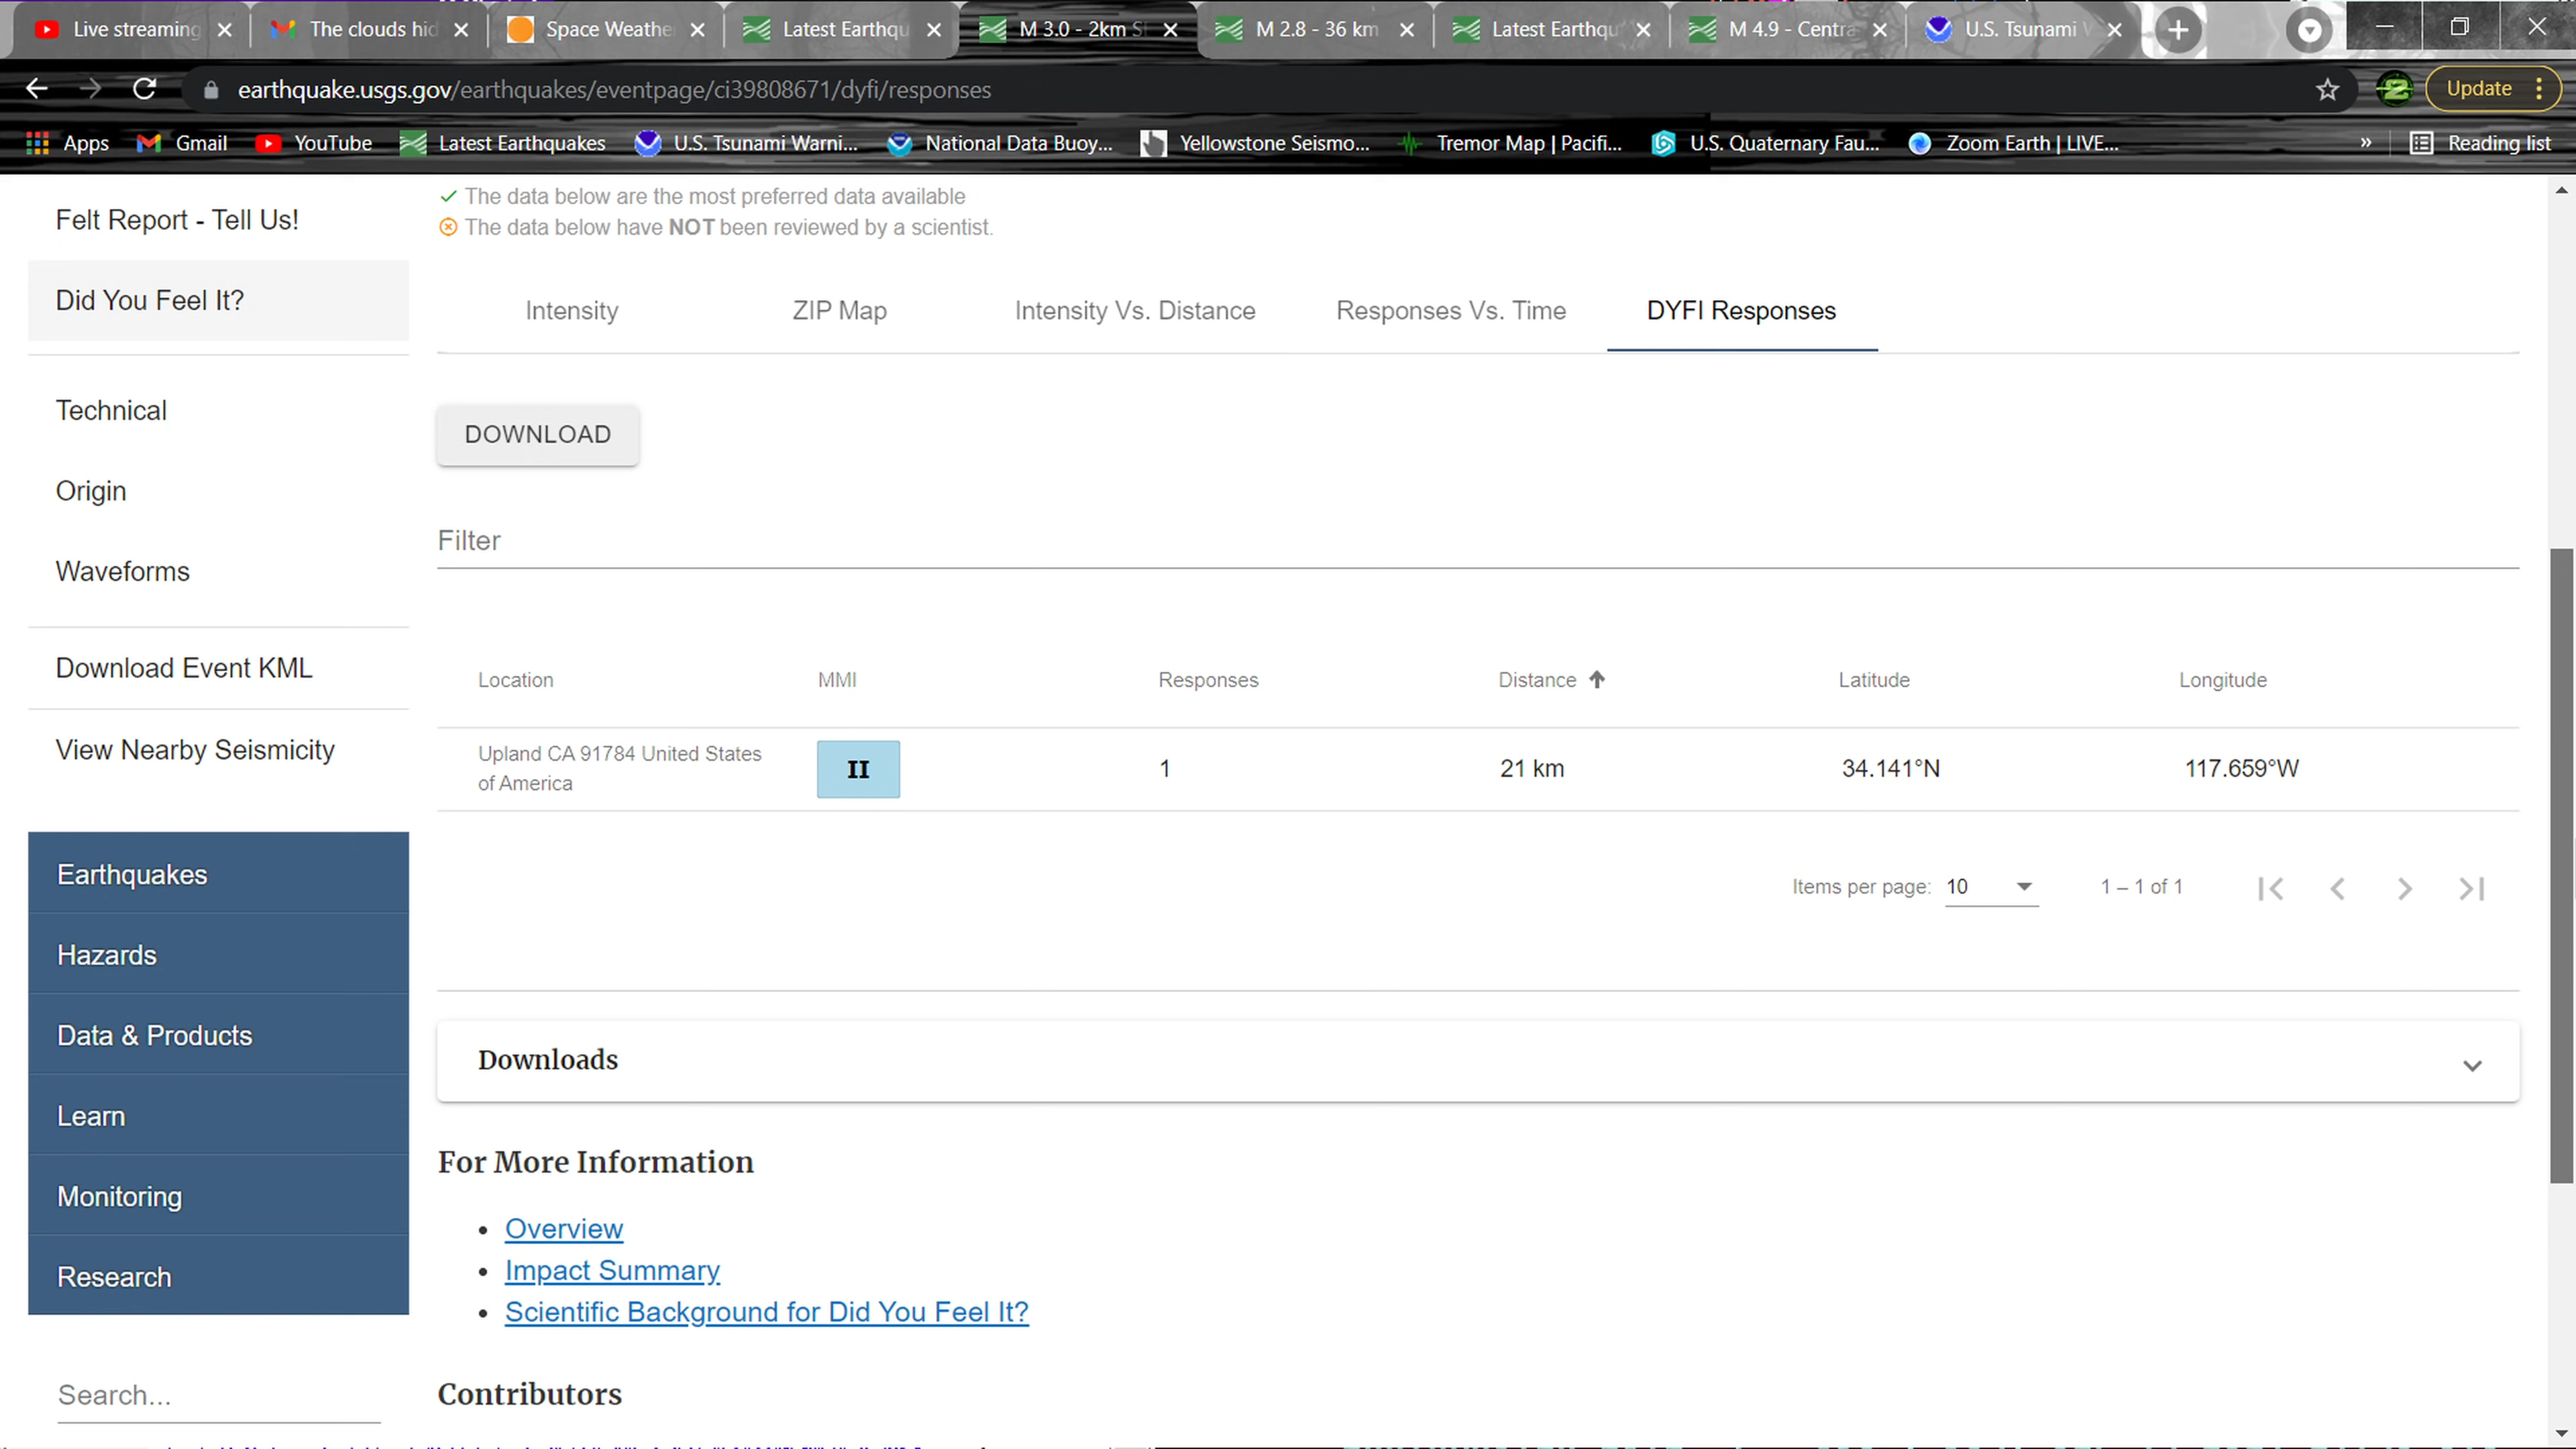 Live streaming
The clouds hid
Space Weathe
Latest Earthqu
M 3.0 - 2km S
M 2.8 - 36 km
Latest Earthqu
M 4.9 - Centra
U.S. Tsunami
earthquake.usgs.gov/earthquakes/eventpage/ci39808671/dyfi/responses
Update
Apps
Gmail
YouTube
Latest Earthquakes
U.S. Tsunami Warni...
National Data Buoy...
Yellowstone Seismo...
Tremor Map | Pacifi...
U.S. Quaternary Fau...
Zoom Earth | LIVE...
»
Reading list
Felt Report - Tell Us!
Did You Feel It?
Technical
Origin
Waveforms
Download Event KML
View Nearby Seismicity
Earthquakes
Hazards
Data & Products
Learn
Monitoring
Research
Search...
The data below are the most preferred data available
The data below have NOT been reviewed by a scientist.
Intensity
ZIP Map
Intensity Vs. Distance
Responses Vs. Time
DYFI Responses
DOWNLOAD
Filter
Location MMI Responses Distance Latitude Longitude
Upland CA 91784 United States
of America
II 1 21 km 34.141°N 117.659°W
Items per page: 10 1 – 1 of 1
Downloads
For More Information
• Overview
• Impact Summary
• Scientific Background for Did You Feel It?
Contributors